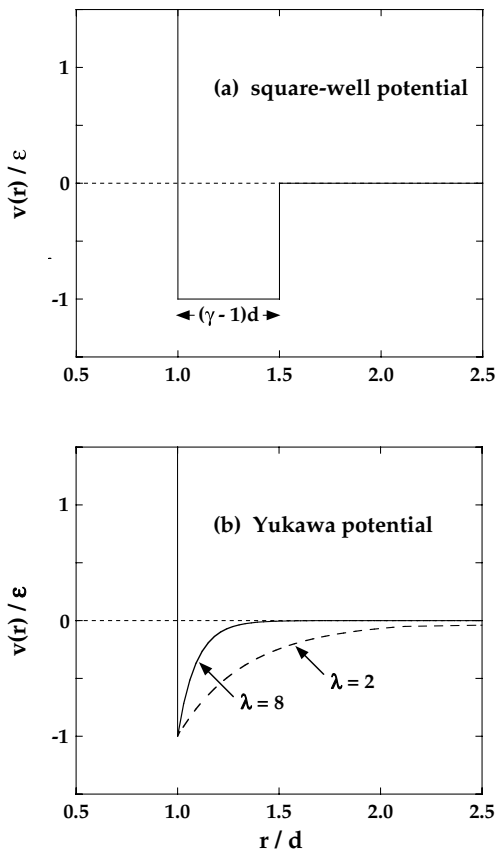 1
(a) square-well potential
v(r) / ε
0
-1
(γ - 1)d
0.5 1.0 1.5 2.0 2.5
1
(b) Yukawa potential
v(r) / ε
0
λ = 2
λ = 8
-1
0.5 1.0 1.5 2.0 2.5
r / d